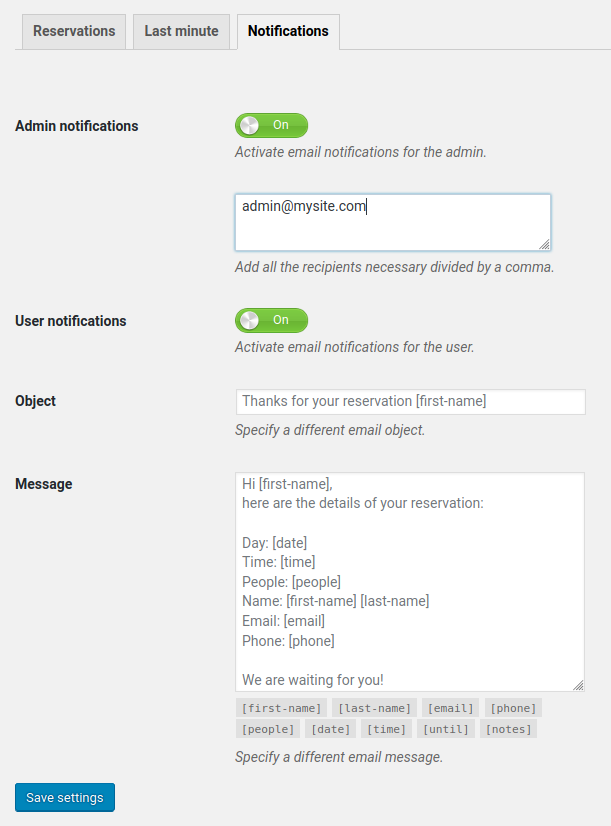 Reservations Last minute Notifications
Admin notifications On
Activate email notifications for the admin.
admin@mysite.com
Add all the recipients necessary divided by a comma.
User notifications On
Activate email notifications for the user.
Object Thanks for your reservation [first-name]
Specify a different email object.
Message Hi [first-name],
here are the details of your reservation:
Day: [date]
Time: [time]
People: [people]
Name: [first-name] [last-name]
Email: [email]
Phone: [phone]
We are waiting for you!
[first-name] [last-name] [email] [phone]
[people] [date] [time] [until] [notes]
Specify a different email message.
Save settings